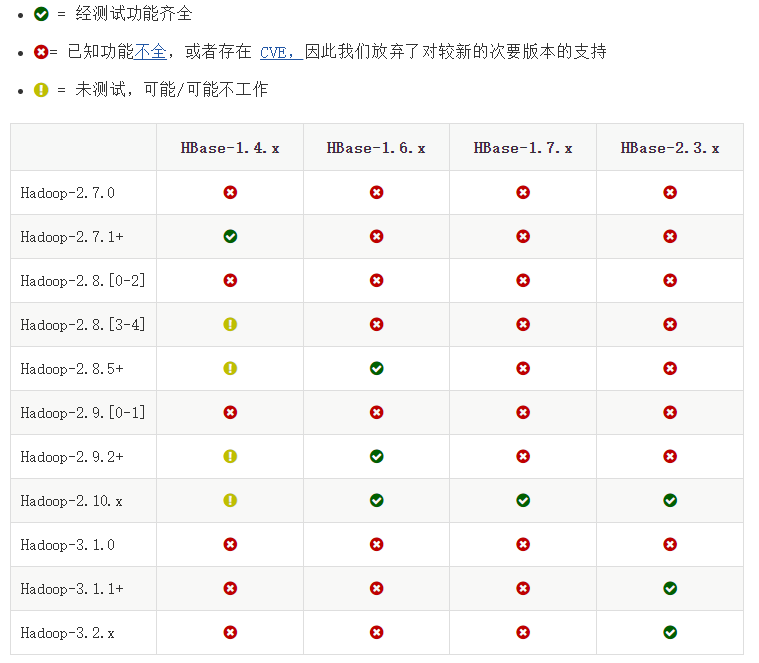 = 经测试功能齐全
= 已知功能不全，或者存在 CVE，因此我们放弃了对较新的次要版本的支持
= 未测试，可能/可能不工作
HBase-1.4.x HBase-1.6.x HBase-1.7.x HBase-2.3.x
Hadoop-2.7.0
Hadoop-2.7.1+
Hadoop-2.8.[0-2]
Hadoop-2.8.[3-4]
Hadoop-2.8.5+
Hadoop-2.9.[0-1]
Hadoop-2.9.2+
Hadoop-2.10.x
Hadoop-3.1.0
Hadoop-3.1.1+
Hadoop-3.2.x